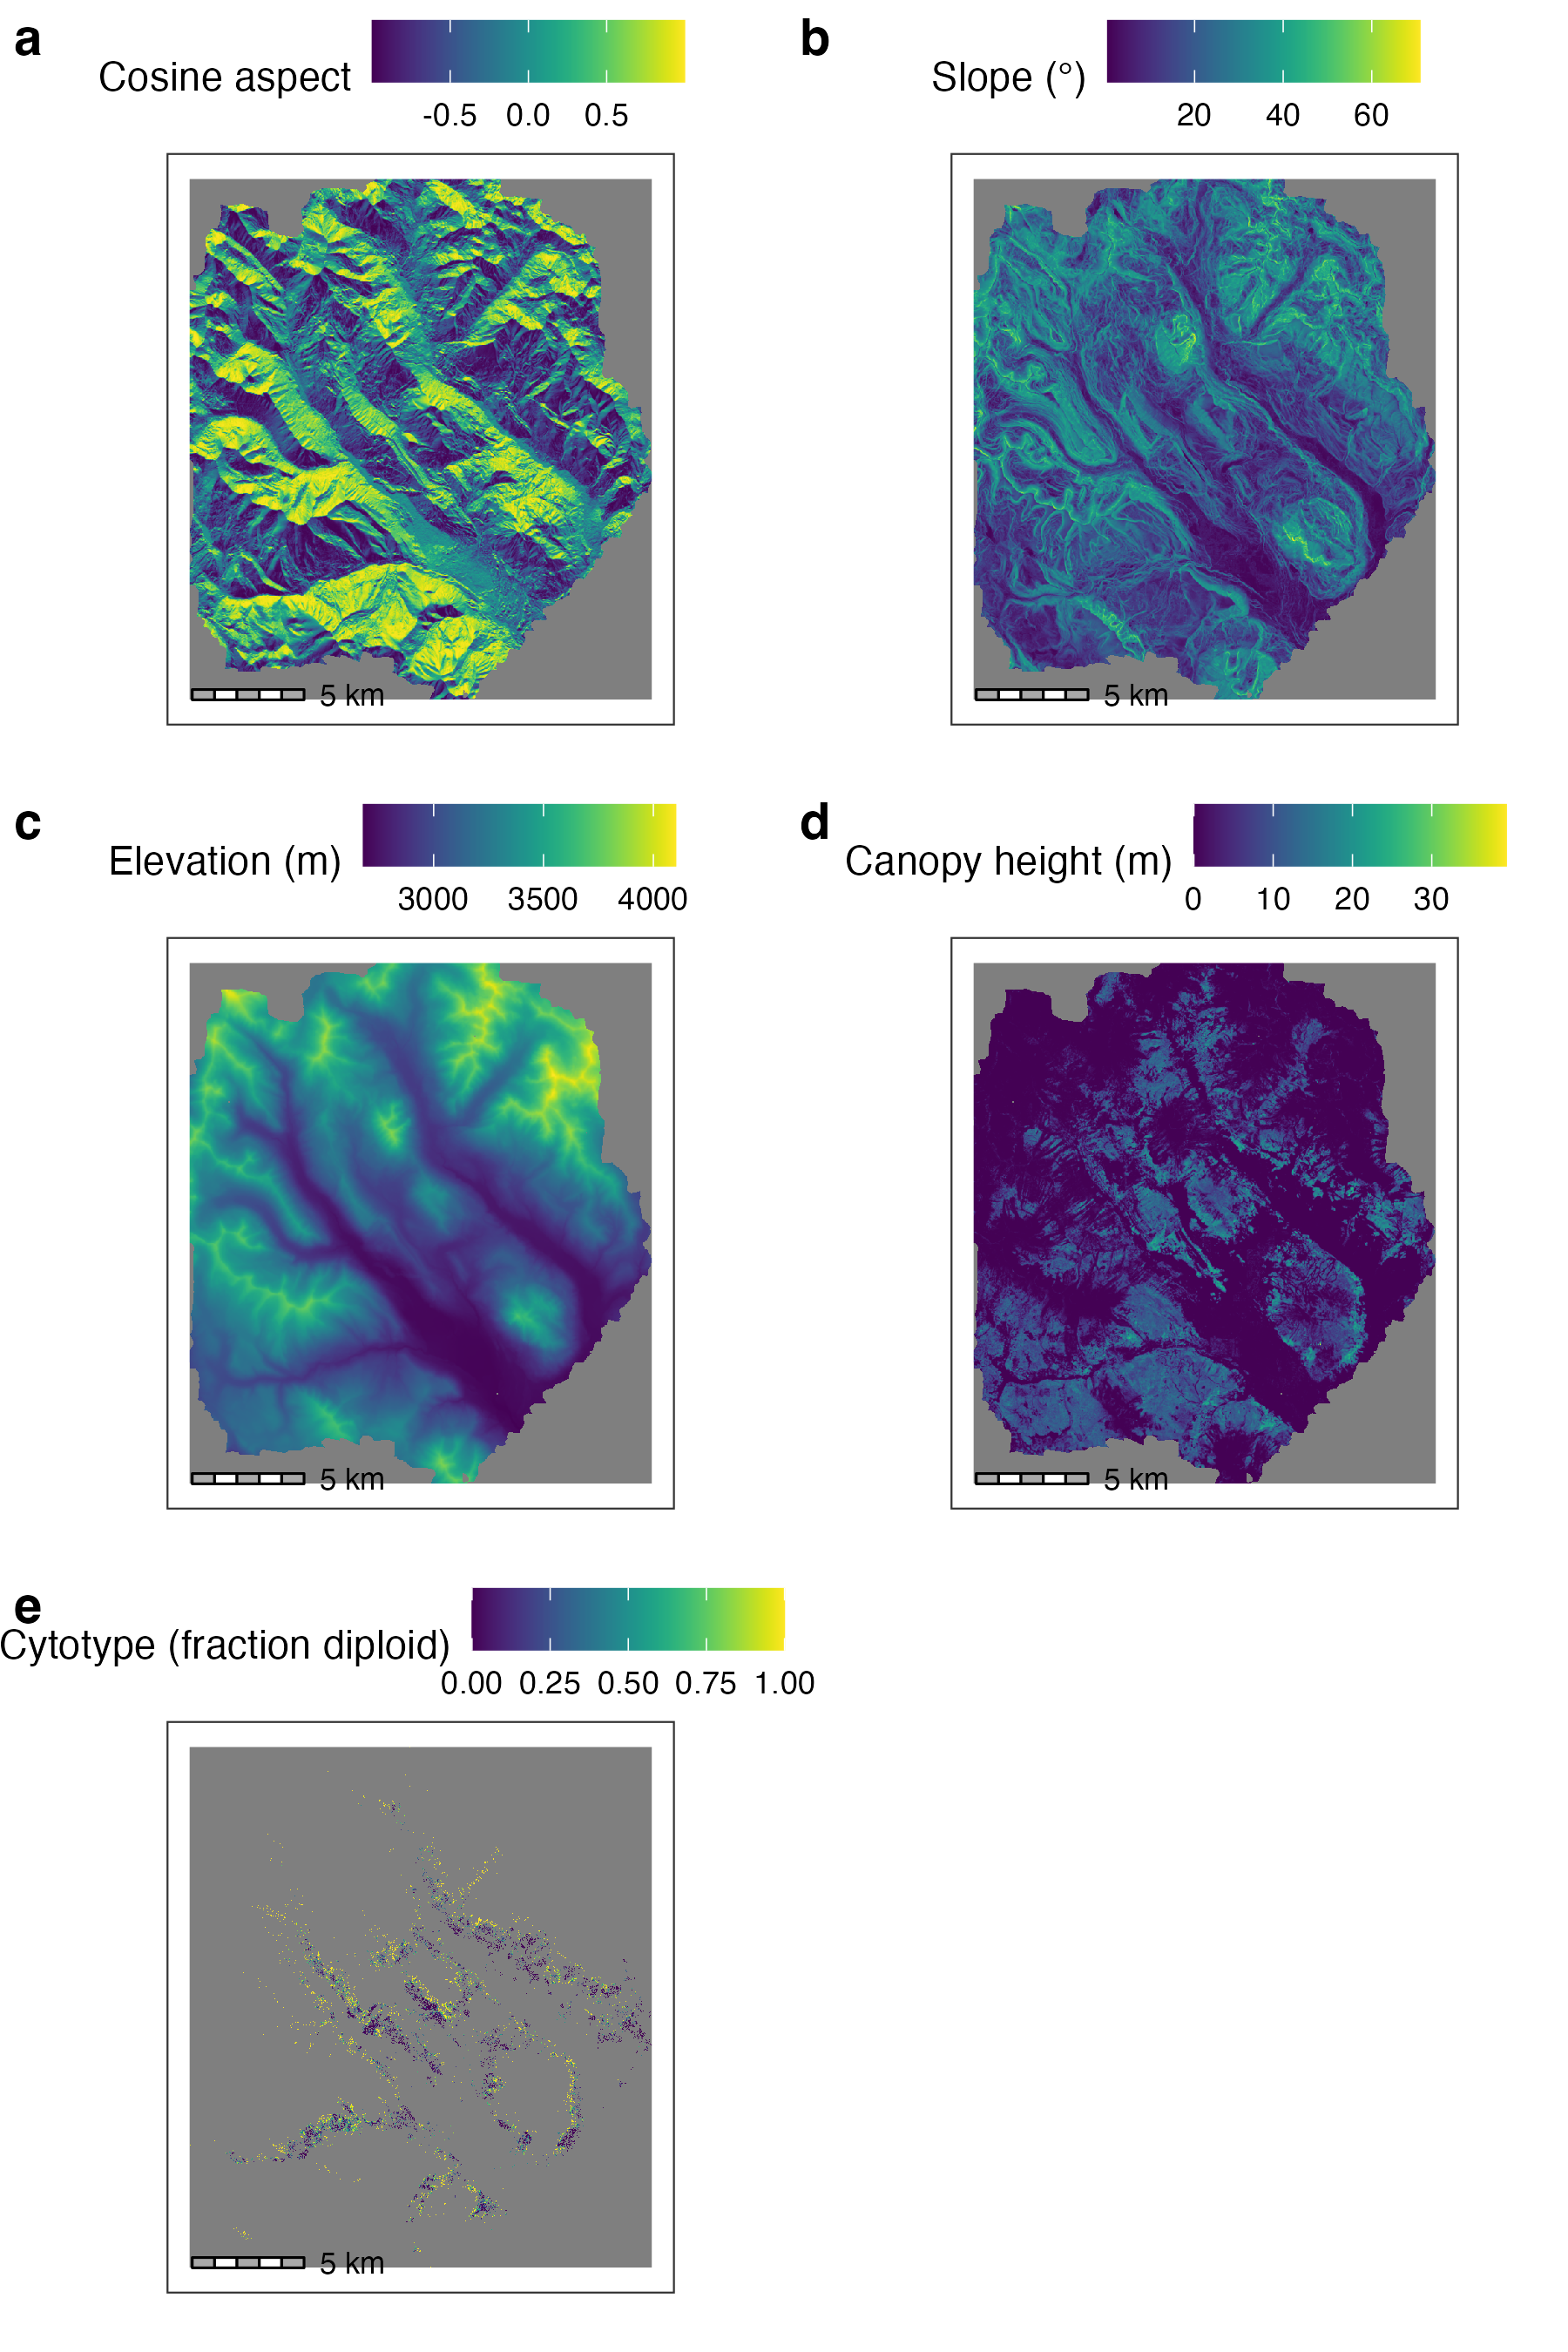 a
Cosine aspect
-0.5 0.0 0.5
5 km
b
Slope (°)
20 40 60
5 km
c
Elevation (m)
3000 3500 4000
5 km
d
Canopy height (m)
0 10 20 30
5 km
e
Cytotype (fraction diploid)
0.00 0.25 0.50 0.75 1.00
5 km